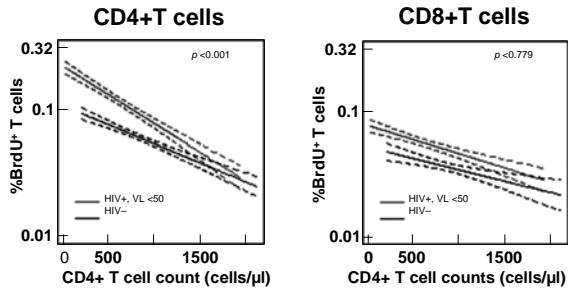 CD4+T cells
0.32
p <0.001
0.1
%BrdU+ T cells
HIV+, VL <50
HIV–
0.01
0 500 1500
CD4+ T cell count (cells/µl)
CD8+T cells
0.32
p <0.779
0.1
%BrdU+ T cells
HIV+, VL <50
HIV–
0.01
0 500 1500
CD4+ T cell counts (cells/µl)